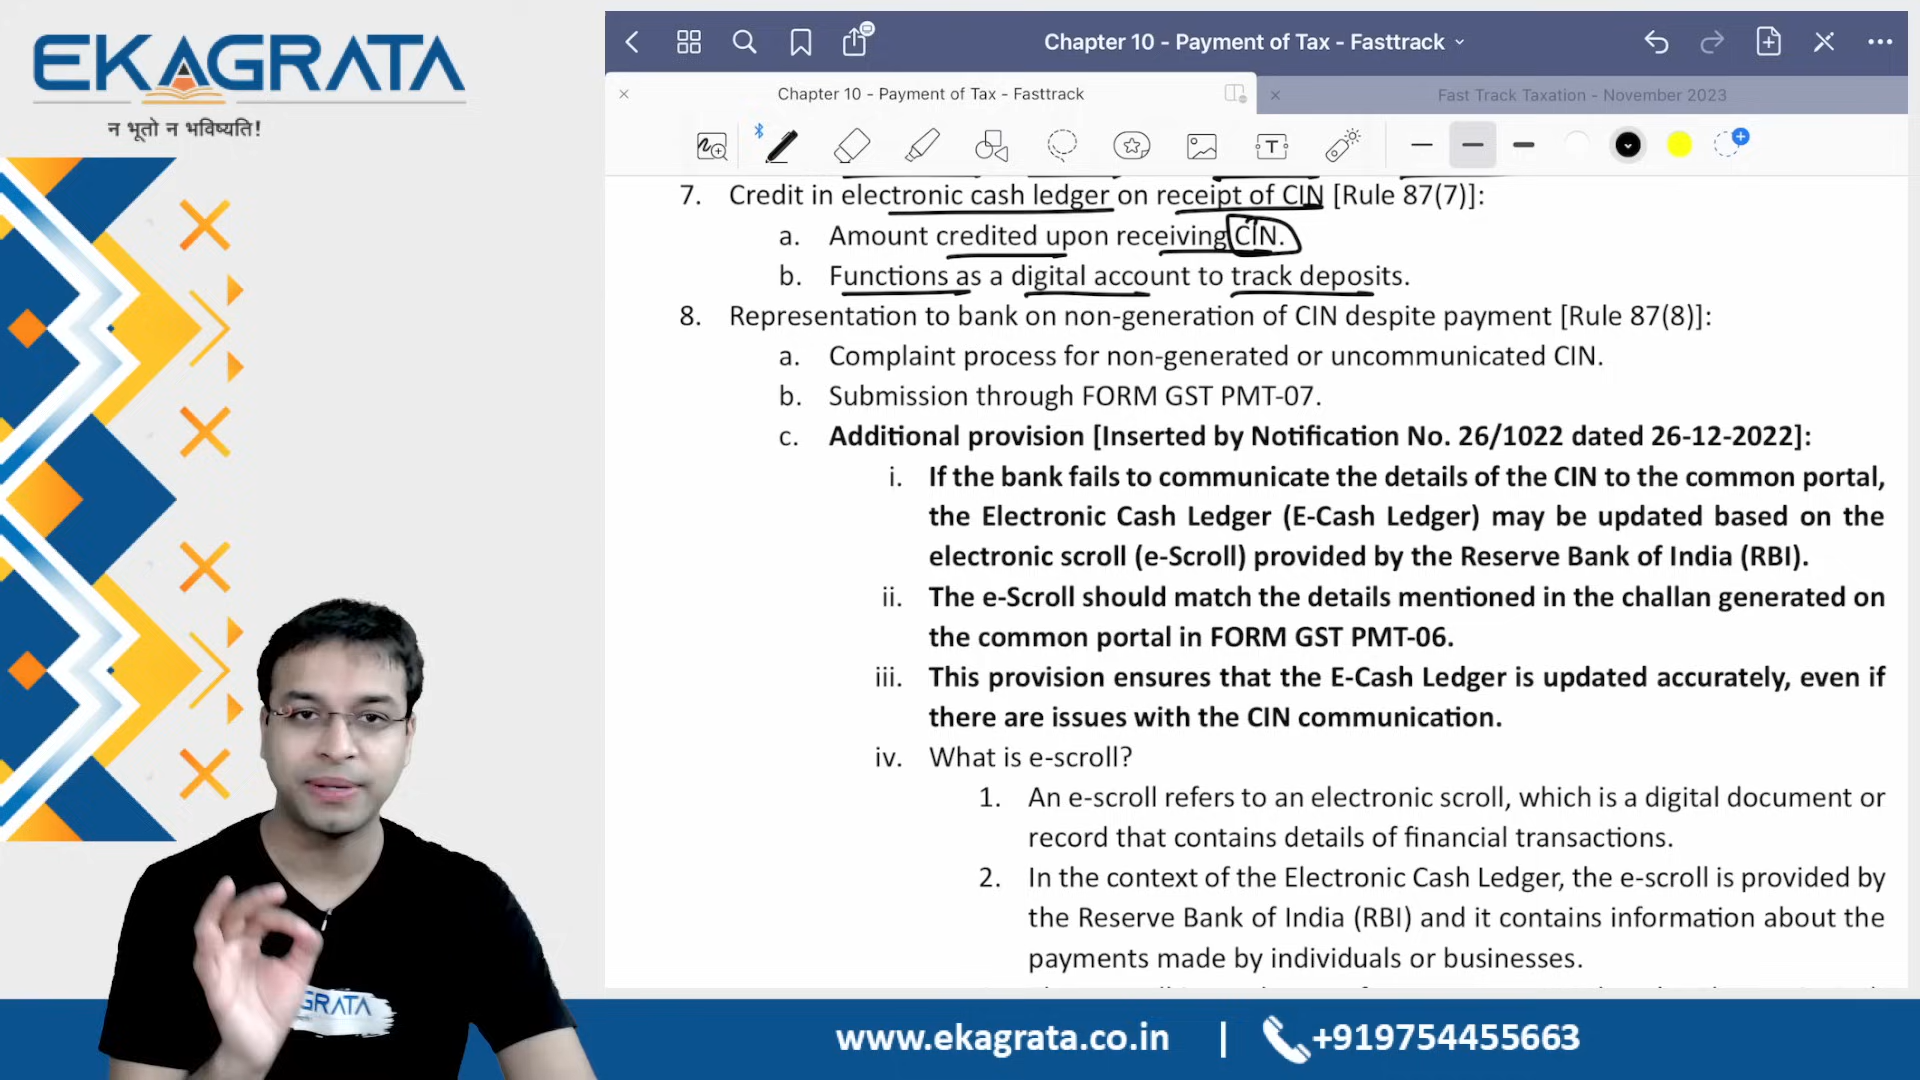 EKAGRATA
न भूतो न भविष्यति!
Chapter 10 - Payment of Tax - Fasttrack
Chapter 10 - Payment of Tax - Fasttrack
Fast Track Taxation - November 2023
7. Credit in electronic cash ledger on receipt of CIN [Rule 87(7)]:
a. Amount credited upon receiving CIN.
b. Functions as a digital account to track deposits.
8. Representation to bank on non-generation of CIN despite payment [Rule 87(8)]:
a. Complaint process for non-generated or uncommunicated CIN.
b. Submission through FORM GST PMT-07.
c. Additional provision [Inserted by Notification No. 26/1022 dated 26-12-2022]:
i. If the bank fails to communicate the details of the CIN to the common portal,
the Electronic Cash Ledger (E-Cash Ledger) may be updated based on the
electronic scroll (e-Scroll) provided by the Reserve Bank of India (RBI).
ii. The e-Scroll should match the details mentioned in the challan generated on
the common portal in FORM GST PMT-06.
iii. This provision ensures that the E-Cash Ledger is updated accurately, even if
there are issues with the CIN communication.
iv. What is e-scroll?
1. An e-scroll refers to an electronic scroll, which is a digital document or
record that contains details of financial transactions.
2. In the context of the Electronic Cash Ledger, the e-scroll is provided by
the Reserve Bank of India (RBI) and it contains information about the
payments made by individuals or businesses.
GRATA
www.ekagrata.co.in | +919754455663